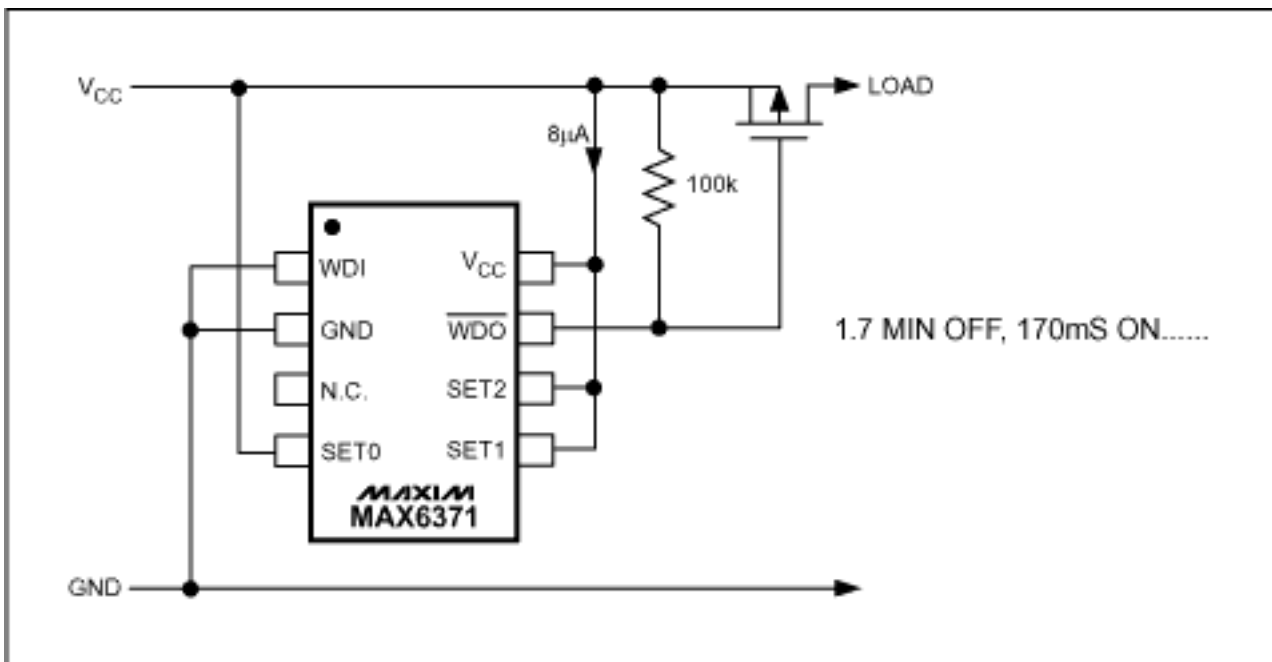 VCC
LOAD
8µA
100k
WDI
VCC
GND
WDO
1.7 MIN OFF, 170mS ON......
N.C.
SET2
SET0
SET1
MAXIM
MAX6371
GND